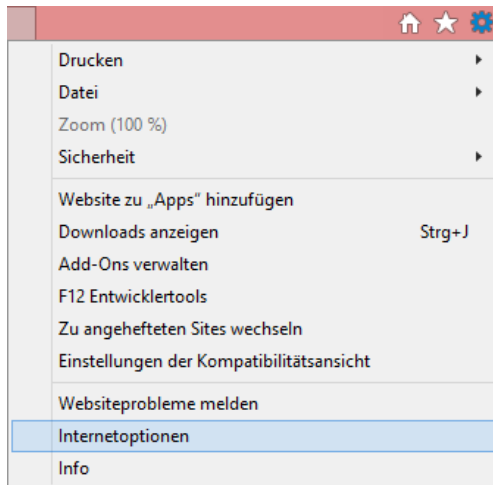 Drucken
Datei
Zoom (100 %)
Sicherheit
Website zu „Apps“ hinzufügen
Downloads anzeigen Strg+J
Add-Ons verwalten
F12 Entwicklertools
Zu angehefteten Sites wechseln
Einstellungen der Kompatibilitätsansicht
Websiteprobleme melden
Internetoptionen
Info